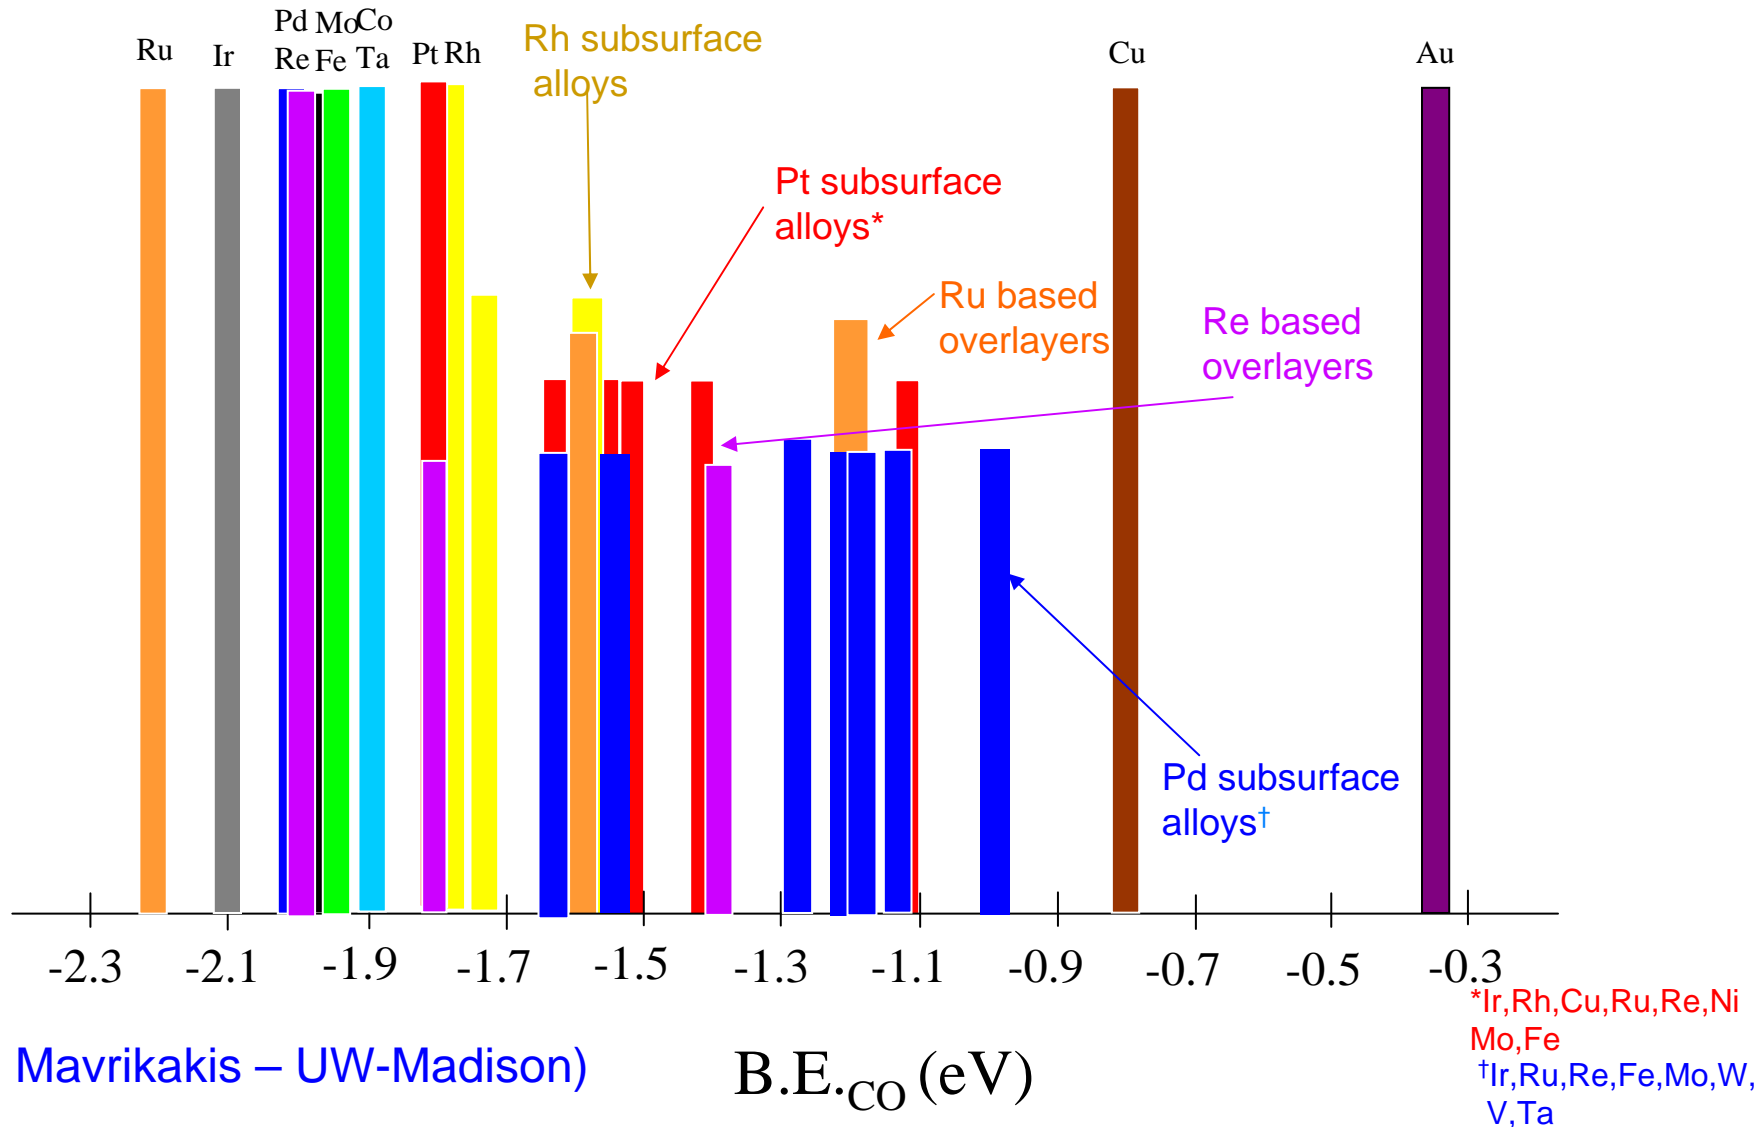 Ru
Ir
Pd
Re
Mo
Fe
Co
Ta
Pt
Rh
Rh subsurface
alloys
Cu
Au
Pt subsurface
alloys*
Ru based
overlayers
Re based
overlayers
Pd subsurface
alloys†
-2.3
-2.1
-1.9
-1.7
-1.5
-1.3
-1.1
-0.9
-0.7
-0.5
-0.3
*Ir,Rh,Cu,Ru,Re,Ni
Mo,Fe
†Ir,Ru,Re,Fe,Mo,W,
V,Ta
Mavrikakis – UW-Madison)
B.E.CO (eV)